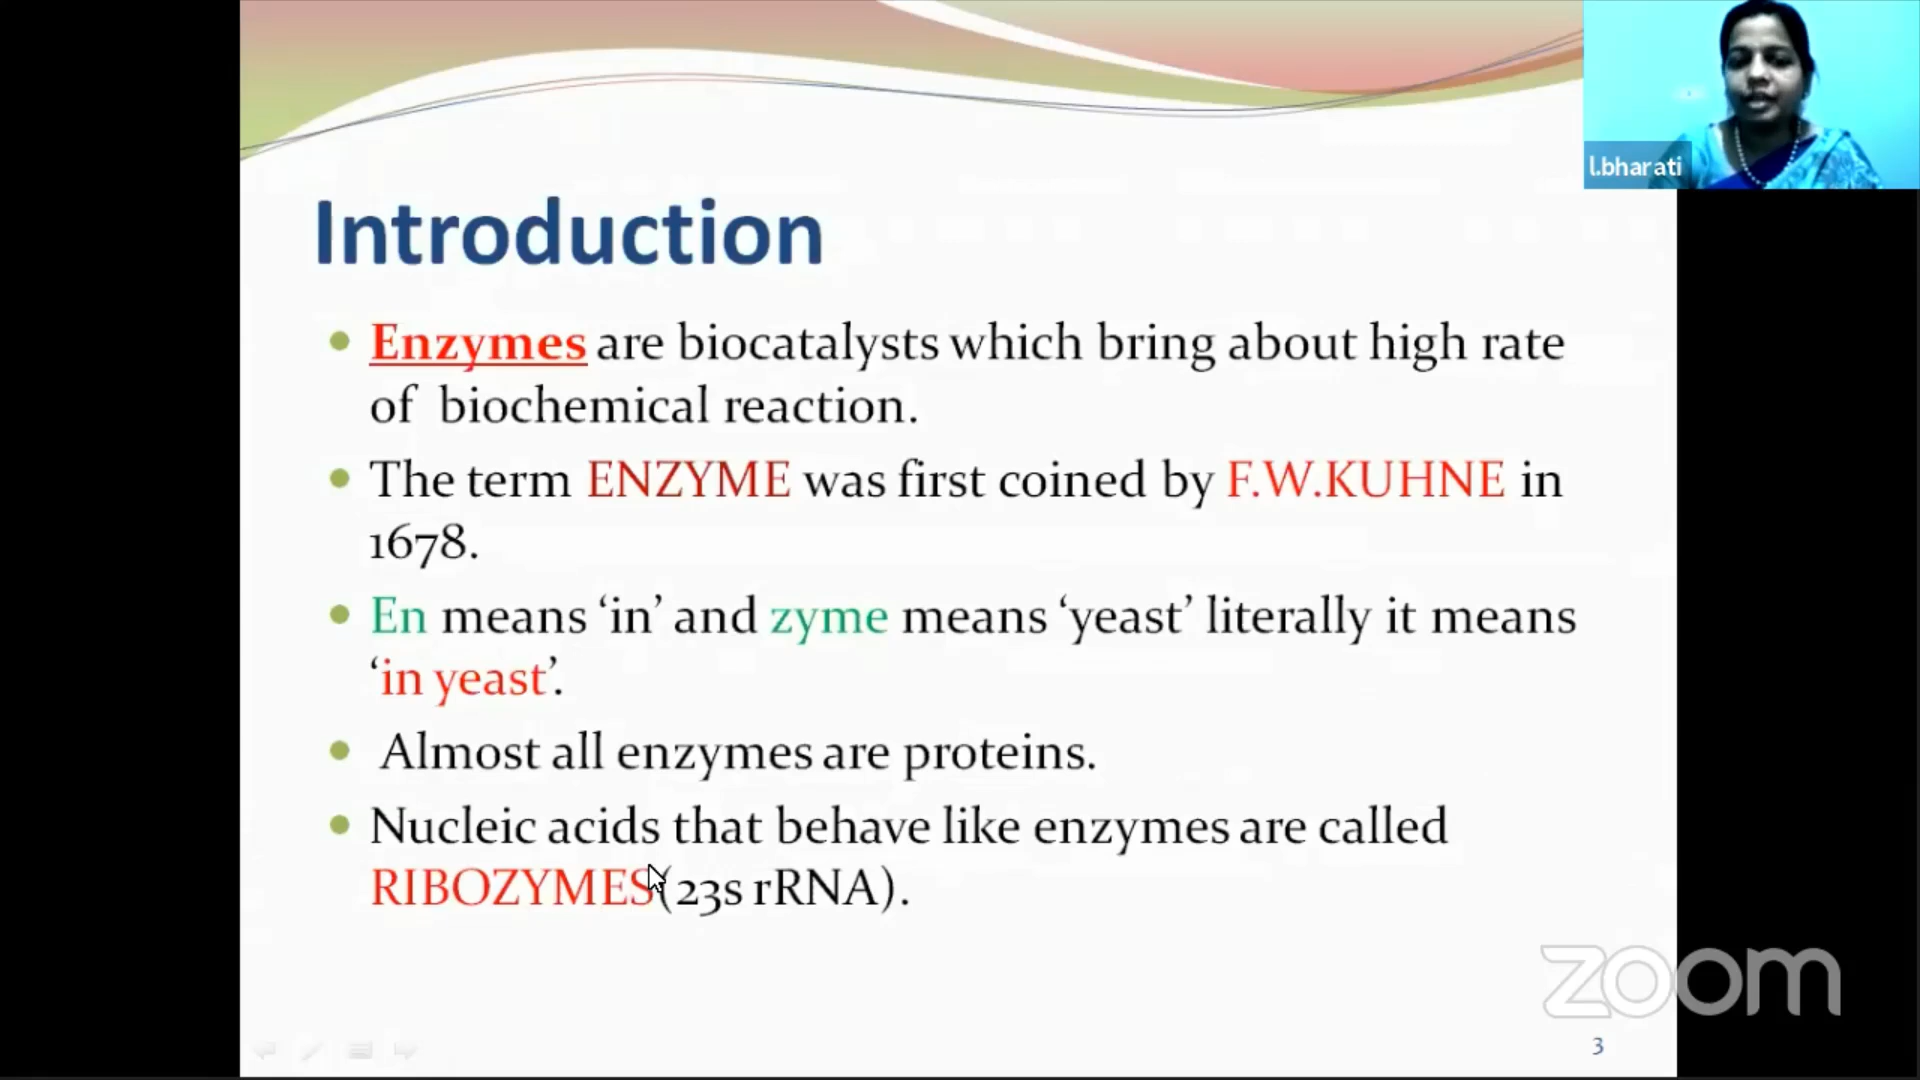 l.bharati
Introduction
Enzymes are biocatalysts which bring about high rate
of biochemical reaction.
The term ENZYME was first coined by F.W.KUHNE in
1678.
En means ‘in’ and zyme means ‘yeast’ literally it means
‘in yeast’.
Almost all enzymes are proteins.
Nucleic acids that behave like enzymes are called
RIBOZYMES(23s rRNA).
zoom
3